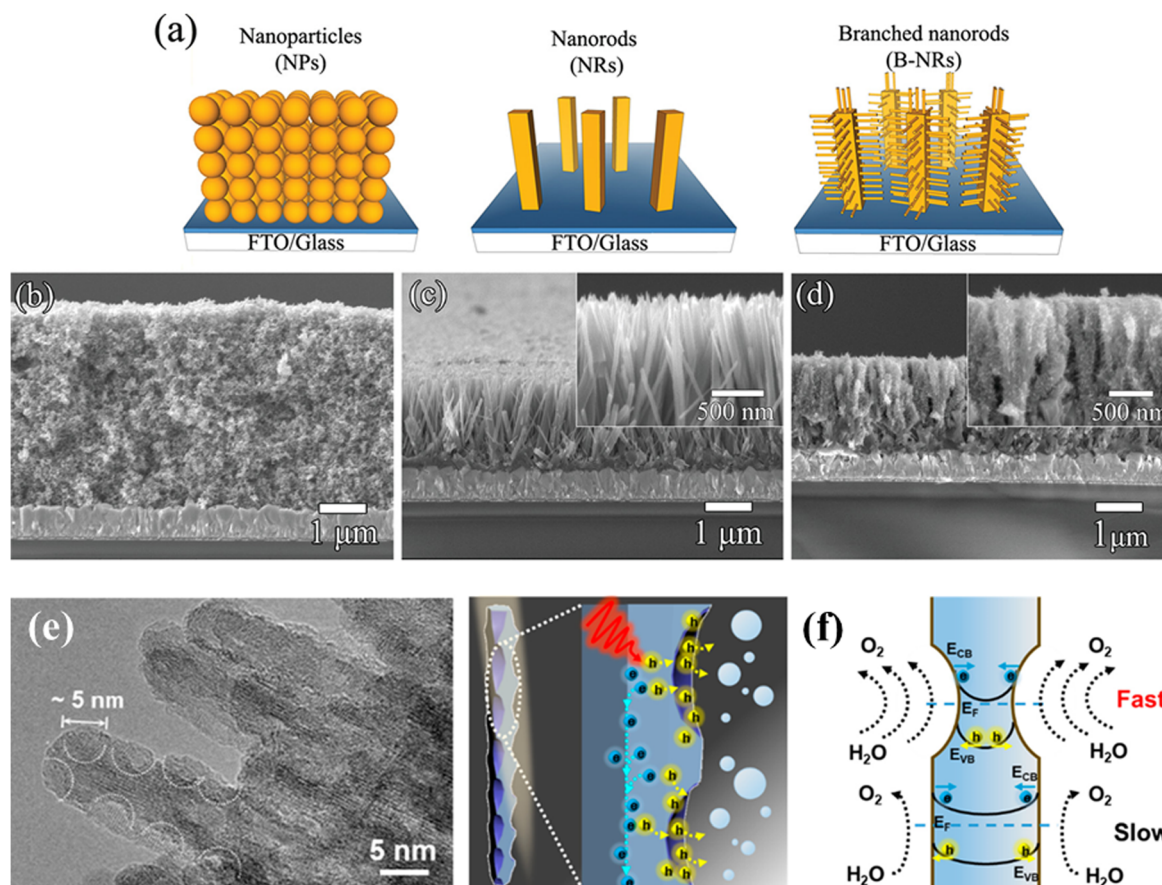 (a)
Nanoparticles
(NPs)
Nanorods
(NRs)
Branched nanorods
(B-NRs)
FTO/Glass
FTO/Glass
FTO/Glass
(b)
1 μm
(c)
500 nm
1 μm
(d)
500 nm
1μm
(e)
~ 5 nm
5 nm
h
h
h
h
h
h
h
h
h
h
h
h
e
e
e
e
e
e
e
e
(f)
O2
ECB
O2
e
e
EF
Fast
h
h
H2O
EVB
H2O
ECB
O2
e
e
O2
EF
Slow
h
h
H2O
EVB
H2O